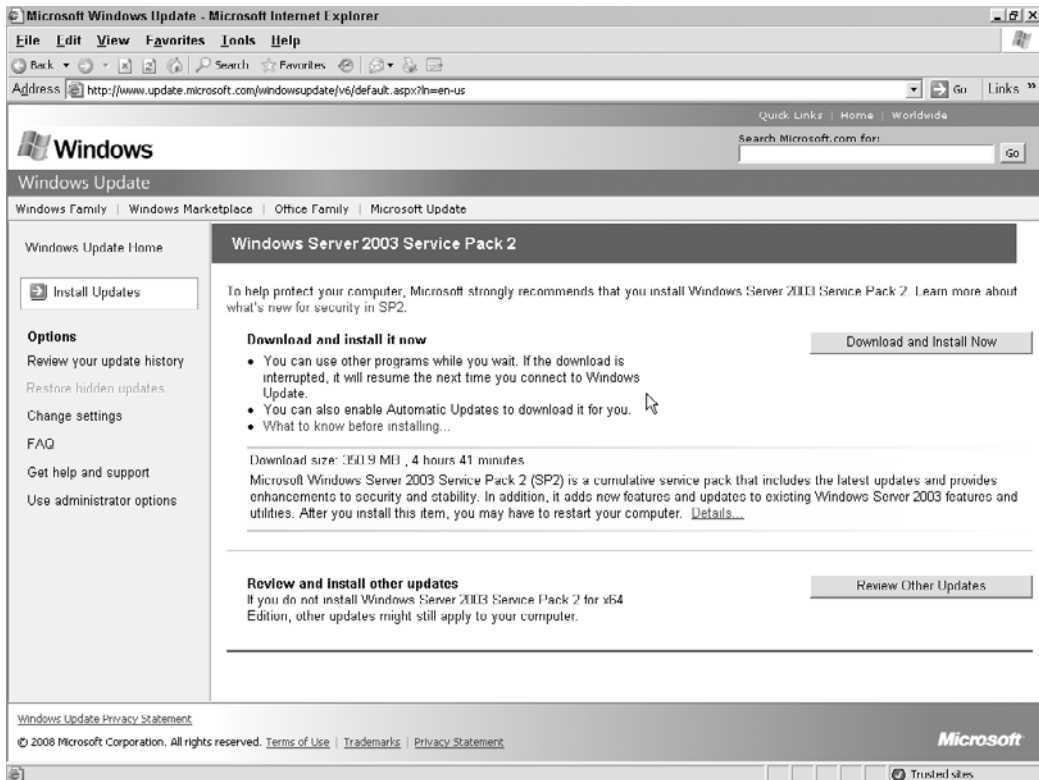 Microsoft Windows Update - Microsoft Internet Explorer
File Edit View Favorites Tools Help
Back Search Favorites
Address http://www.update.microsoft.com/windowsupdate/v6/default.aspx?ln=en-us Go Links »
Quick Links | Home | Worldwide
Search Microsoft.com for:
Windows
Go
Windows Update
Windows Family | Windows Marketplace | Office Family | Microsoft Update
Windows Update Home
Install Updates
Options
Review your update history
Restore hidden updates
Change settings
FAQ
Get help and support
Use administrator options
Windows Server 2003 Service Pack 2
To help protect your computer, Microsoft strongly recommends that you install Windows Server 2003 Service Pack 2. Learn more about
what's new for security in SP2.
Download and install it now
Download and Install Now
• You can use other programs while you wait. If the download is
interrupted, it will resume the next time you connect to Windows
Update.
• You can also enable Automatic Updates to download it for you.
• What to know before installing...
Download size: 350.9 MB , 4 hours 41 minutes
Microsoft Windows Server 2003 Service Pack 2 (SP2) is a cumulative service pack that includes the latest updates and provides
enhancements to security and stability. In addition, it adds new features and updates to existing Windows Server 2003 features and
utilities. After you install this item, you may have to restart your computer. Details...
Review and install other updates
Review Other Updates
If you do not install Windows Server 2003 Service Pack 2 for x64
Edition, other updates might still apply to your computer.
Windows Update Privacy Statement
© 2008 Microsoft Corporation. All rights reserved. Terms of Use | Trademarks | Privacy Statement
Microsoft
Trusted sites